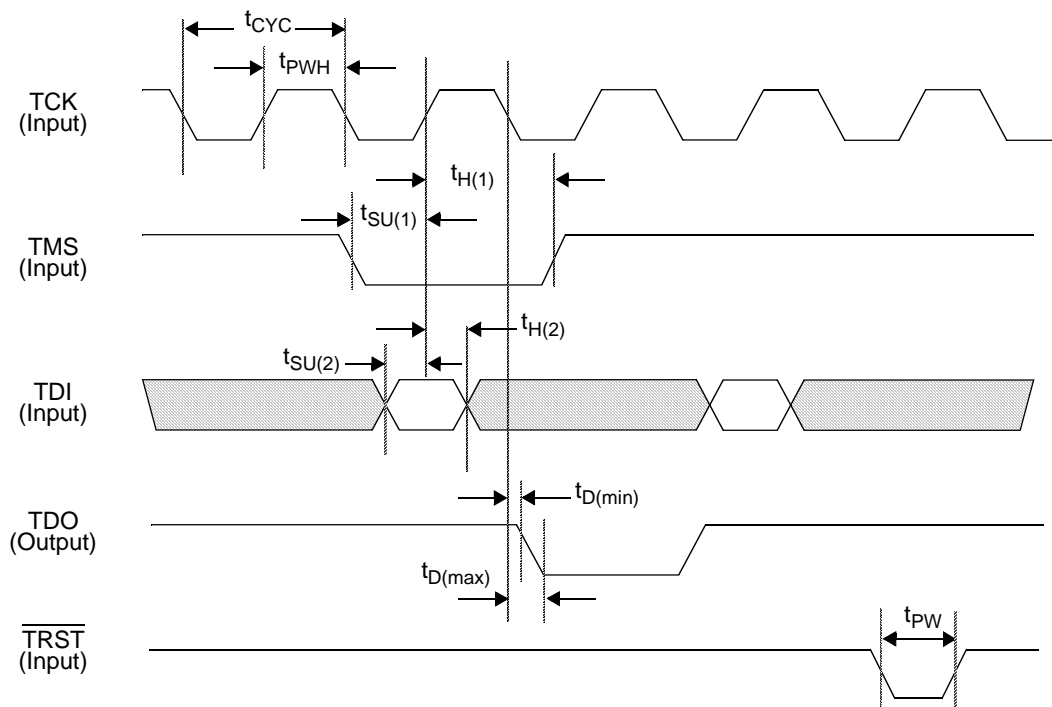 tCYC
tPWH
TCK
(Input)
tH(1)
tSU(1)
TMS
(Input)
tH(2)
tSU(2)
TDI
(Input)
tD(min)
TDO
(Output)
tD(max)
tPW
TRST
(Input)